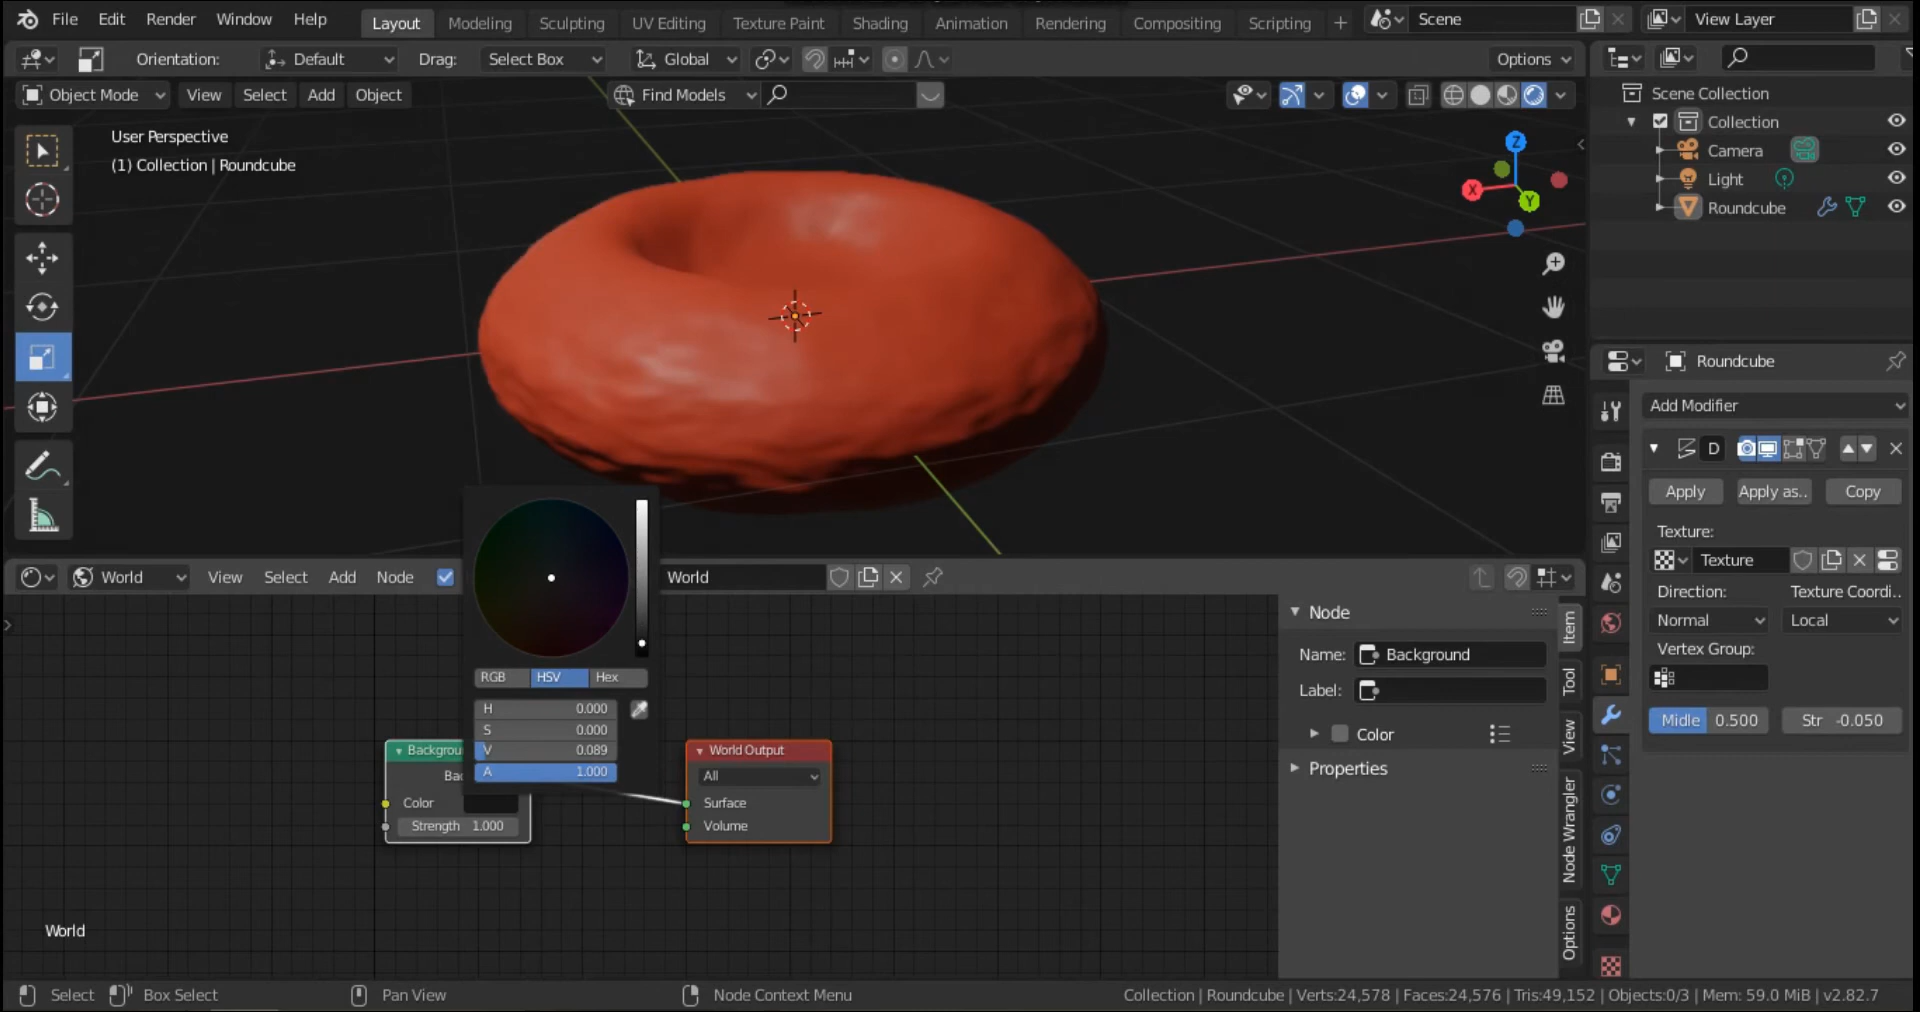 File Edit Render Window Help Layout Modeling Sculpting UV Editing Texture Paint Shading Animation Rendering Compositing Scripting + Scene View Layer
Orientation: Default Drag: Select Box Global Options
Object Mode View Select Add Object Find Models
User Perspective
(1) Collection | Roundcube
Z
X
Y
Scene Collection
Collection
Camera
Light
Roundcube
Roundcube
Add Modifier
D
Apply Apply as.. Copy
Texture:
Texture
Direction: Texture Coordi..
Normal Local
Vertex Group:
Midle 0.500 Str -0.050
World View Select Add Node World
RGB HSV Hex
H 0.000
S 0.000
V 0.089
A 1.000
Backgrou
Bac
Color
Strength 1.000
World Output
All
Surface
Volume
World
Node
Name: Background
Label:
Color
Properties
Item
Tool
View
Node Wrangler
Options
Select Box Select Pan View Node Context Menu Collection | Roundcube | Verts:24,578 | Faces:24,576 | Tris:49,152 | Objects:0/3 | Mem: 59.0 MiB | v2.82.7